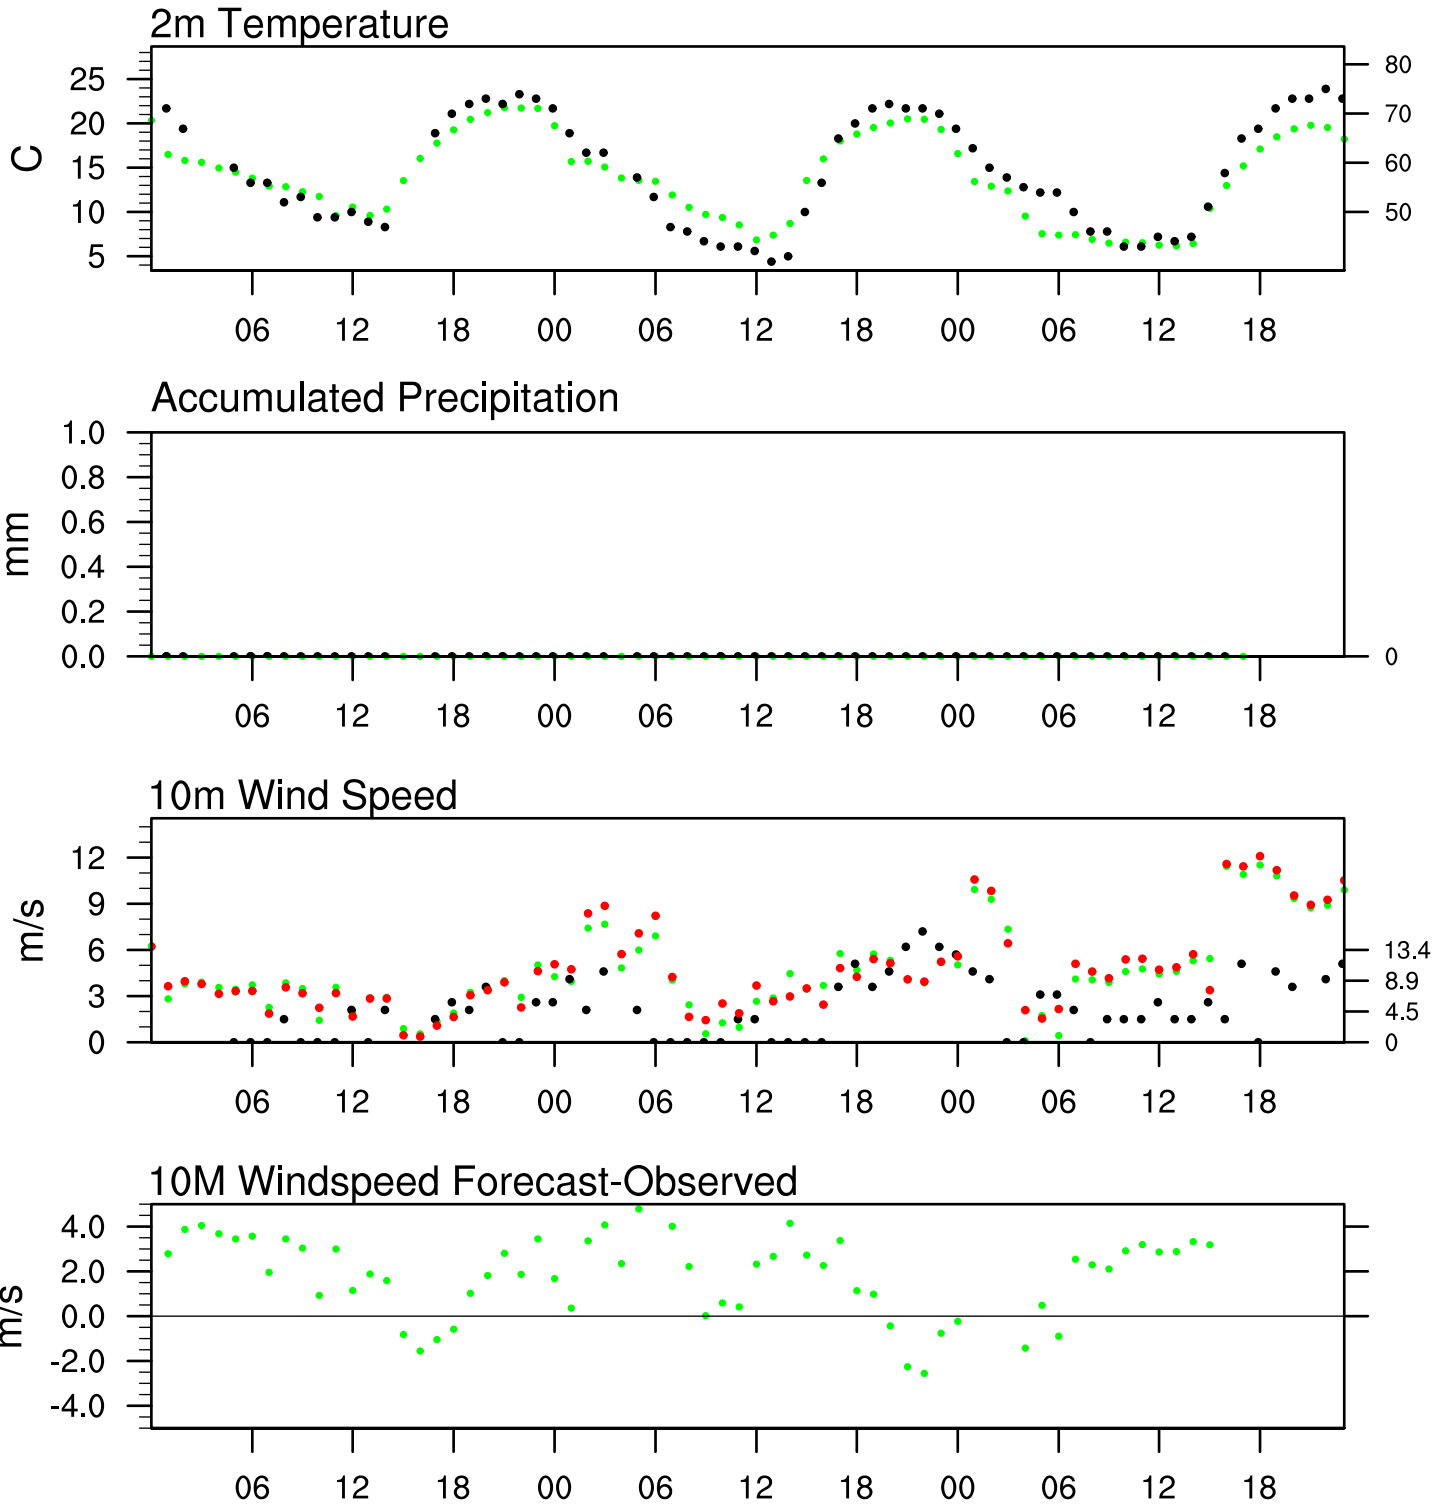 2m Temperature
25
20
15
10
5
C
80
70
60
50
06 12 18 00 06 12 18 00 06 12 18
Accumulated Precipitation
1.0
0.8
0.6
0.4
0.2
0.0
mm
0
06 12 18 00 06 12 18 00 06 12 18
10m Wind Speed
12
9
6
3
0
m/s
13.4
8.9
4.5
0
06 12 18 00 06 12 18 00 06 12 18
10M Windspeed Forecast-Observed
4.0
2.0
0.0
-2.0
-4.0
m/s
06 12 18 00 06 12 18 00 06 12 18